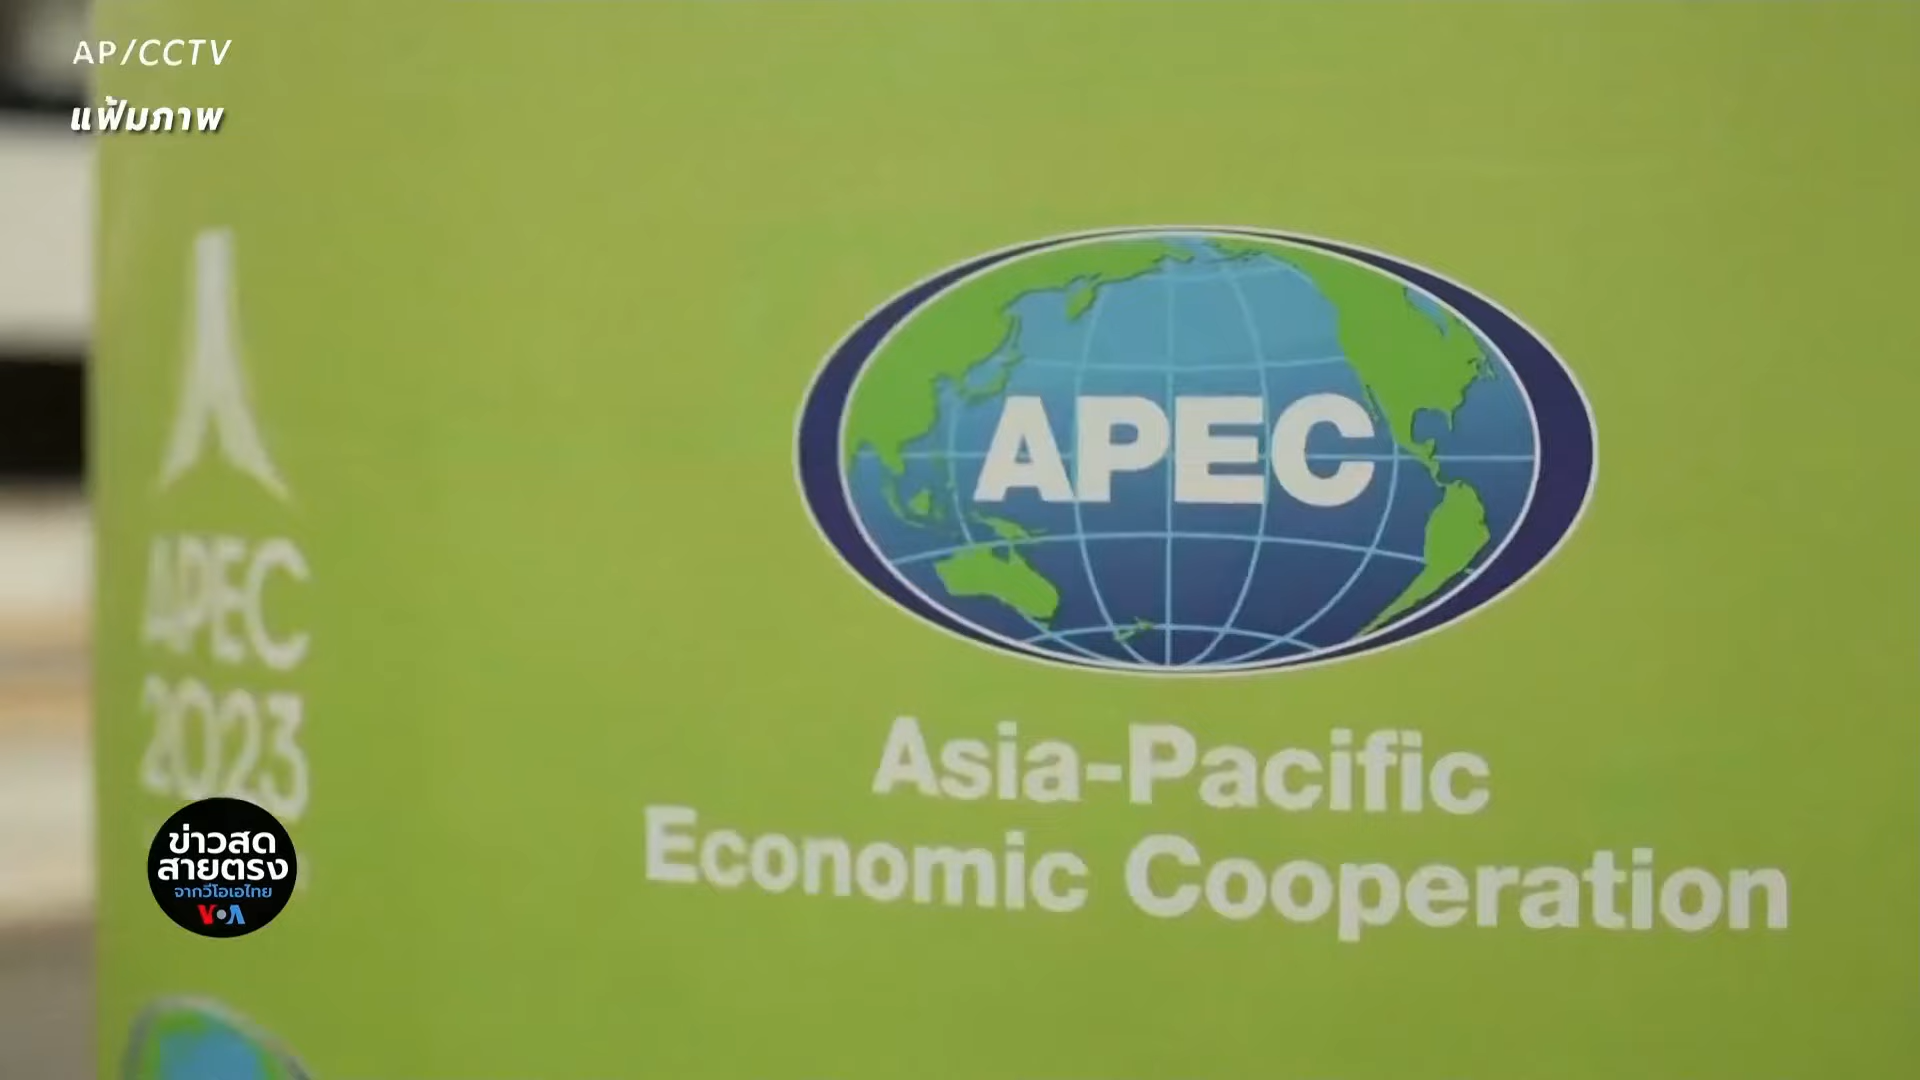 AP/CCTV
แฟ้มภาพ
APEC
2023
APEC
Asia-Pacific
Economic Cooperation
ข่าวสด
สายตรง
จากวีโอเอไทย
VOA